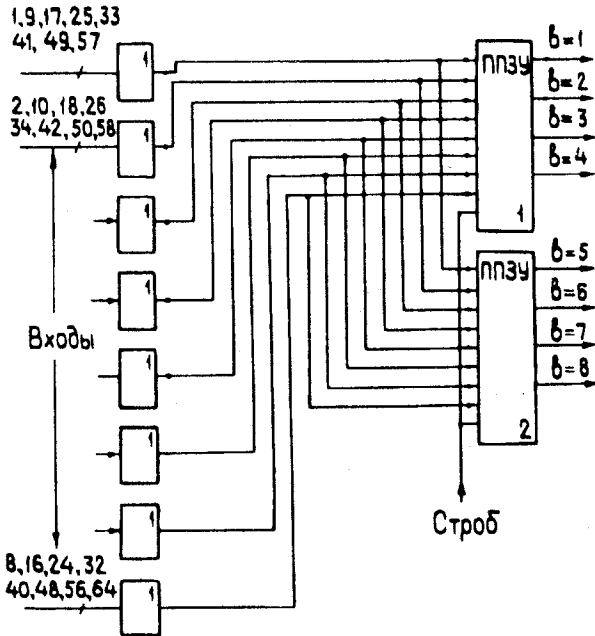 1,9,17,25,33
41, 49,57
1
ППЗУ
в=1
2,10,18,26
34,42,50,58
1
в=2
в=3
в=4
1
1
1
ППЗУ
в=5
в=6
в=7
в=8
2
Входы
1
1
1
Строб
8,16,24,32
40,48,56,64
1